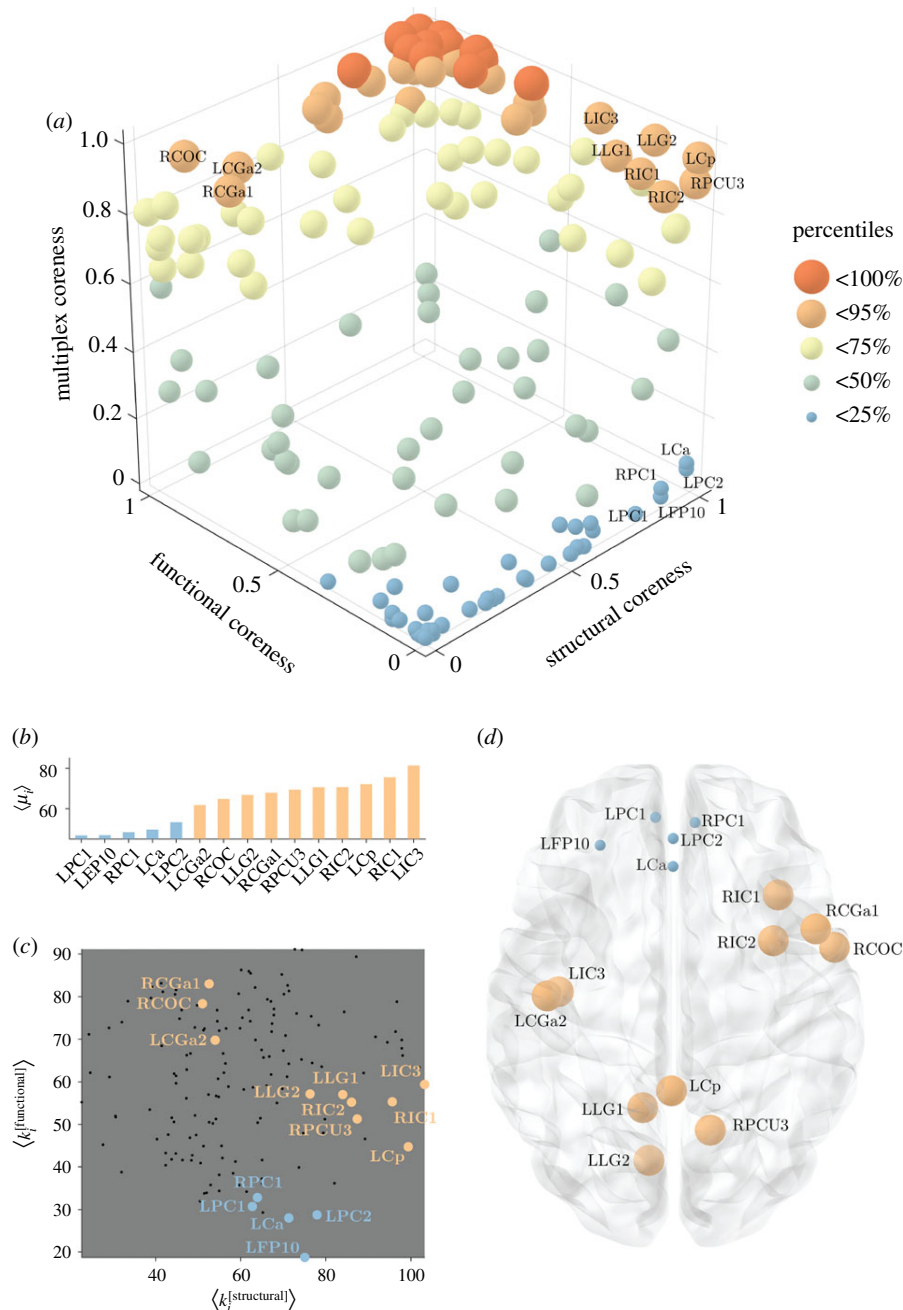 (a)
1.0
0.8
0.6
0.4
0.2
0
multiplex coreness
1
0.5
0
functional coreness
0
0.5
1
structural coreness
RCOC
LCGa2
RCGa1
LIC3
LLG2
LLG1
LCp
RIC1
RPCU3
RIC2
LCa
RPC1
LPC2
LPC1
LFP10
percentiles
<100%
<95%
<75%
<50%
<25%
(b)
80
60
⟨μi⟩
LPC1
LEP10
RPC1
LCa
LPC2
LCGa2
RCOC
LLG2
RCGa1
RPCU3
LLG1
RIC2
LCp
RIC1
LIC3
(c)
90
80
70
60
50
40
30
20
⟨ki[functional]⟩
RCGa1
RCOC
LCGa2
LIC3
LLG1
LLG2
RIC2
RIC1
RPCU3
LCp
RPC1
LPC1
LCa
LPC2
LFP10
40 60 80 100
⟨ki[structural]⟩
(d)
LPC1
RPC1
LPC2
LFP10
LCa
RIC1
RCGa1
RIC2
RCOC
LIC3
LCGa2
LCp
LLG1
RPCU3
LLG2